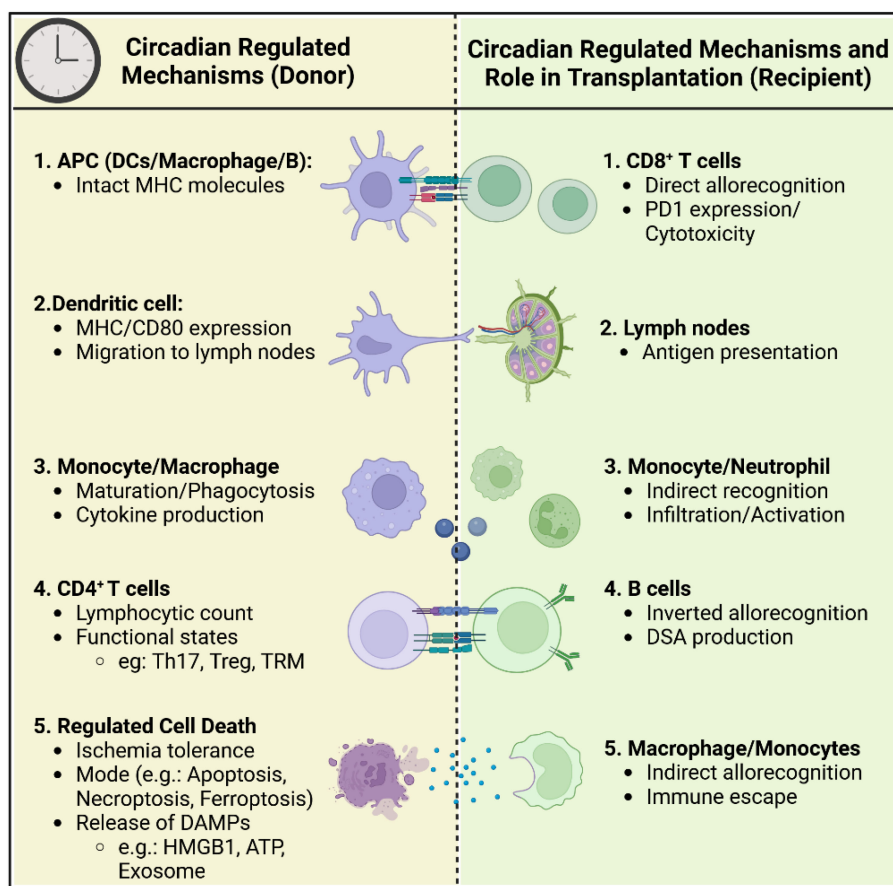 Circadian Regulated
Mechanisms (Donor)
Circadian Regulated Mechanisms and
Role in Transplantation (Recipient)
1. APC (DCs/Macrophage/B):
• Intact MHC molecules
1. CD8⁺ T cells
• Direct allorecognition
• PD1 expression/
Cytotoxicity
2.Dendritic cell:
• MHC/CD80 expression
• Migration to lymph nodes
2. Lymph nodes
• Antigen presentation
3. Monocyte/Macrophage
• Maturation/Phagocytosis
• Cytokine production
3. Monocyte/Neutrophil
• Indirect recognition
• Infiltration/Activation
4. CD4⁺ T cells
• Lymphocytic count
• Functional states
○ eg: Th17, Treg, TRM
4. B cells
• Inverted allorecognition
• DSA production
5. Regulated Cell Death
• Ischemia tolerance
• Mode (e.g.: Apoptosis,
Necroptosis, Ferroptosis)
• Release of DAMPs
○ e.g.: HMGB1, ATP,
Exosome
5. Macrophage/Monocytes
• Indirect allorecognition
• Immune escape